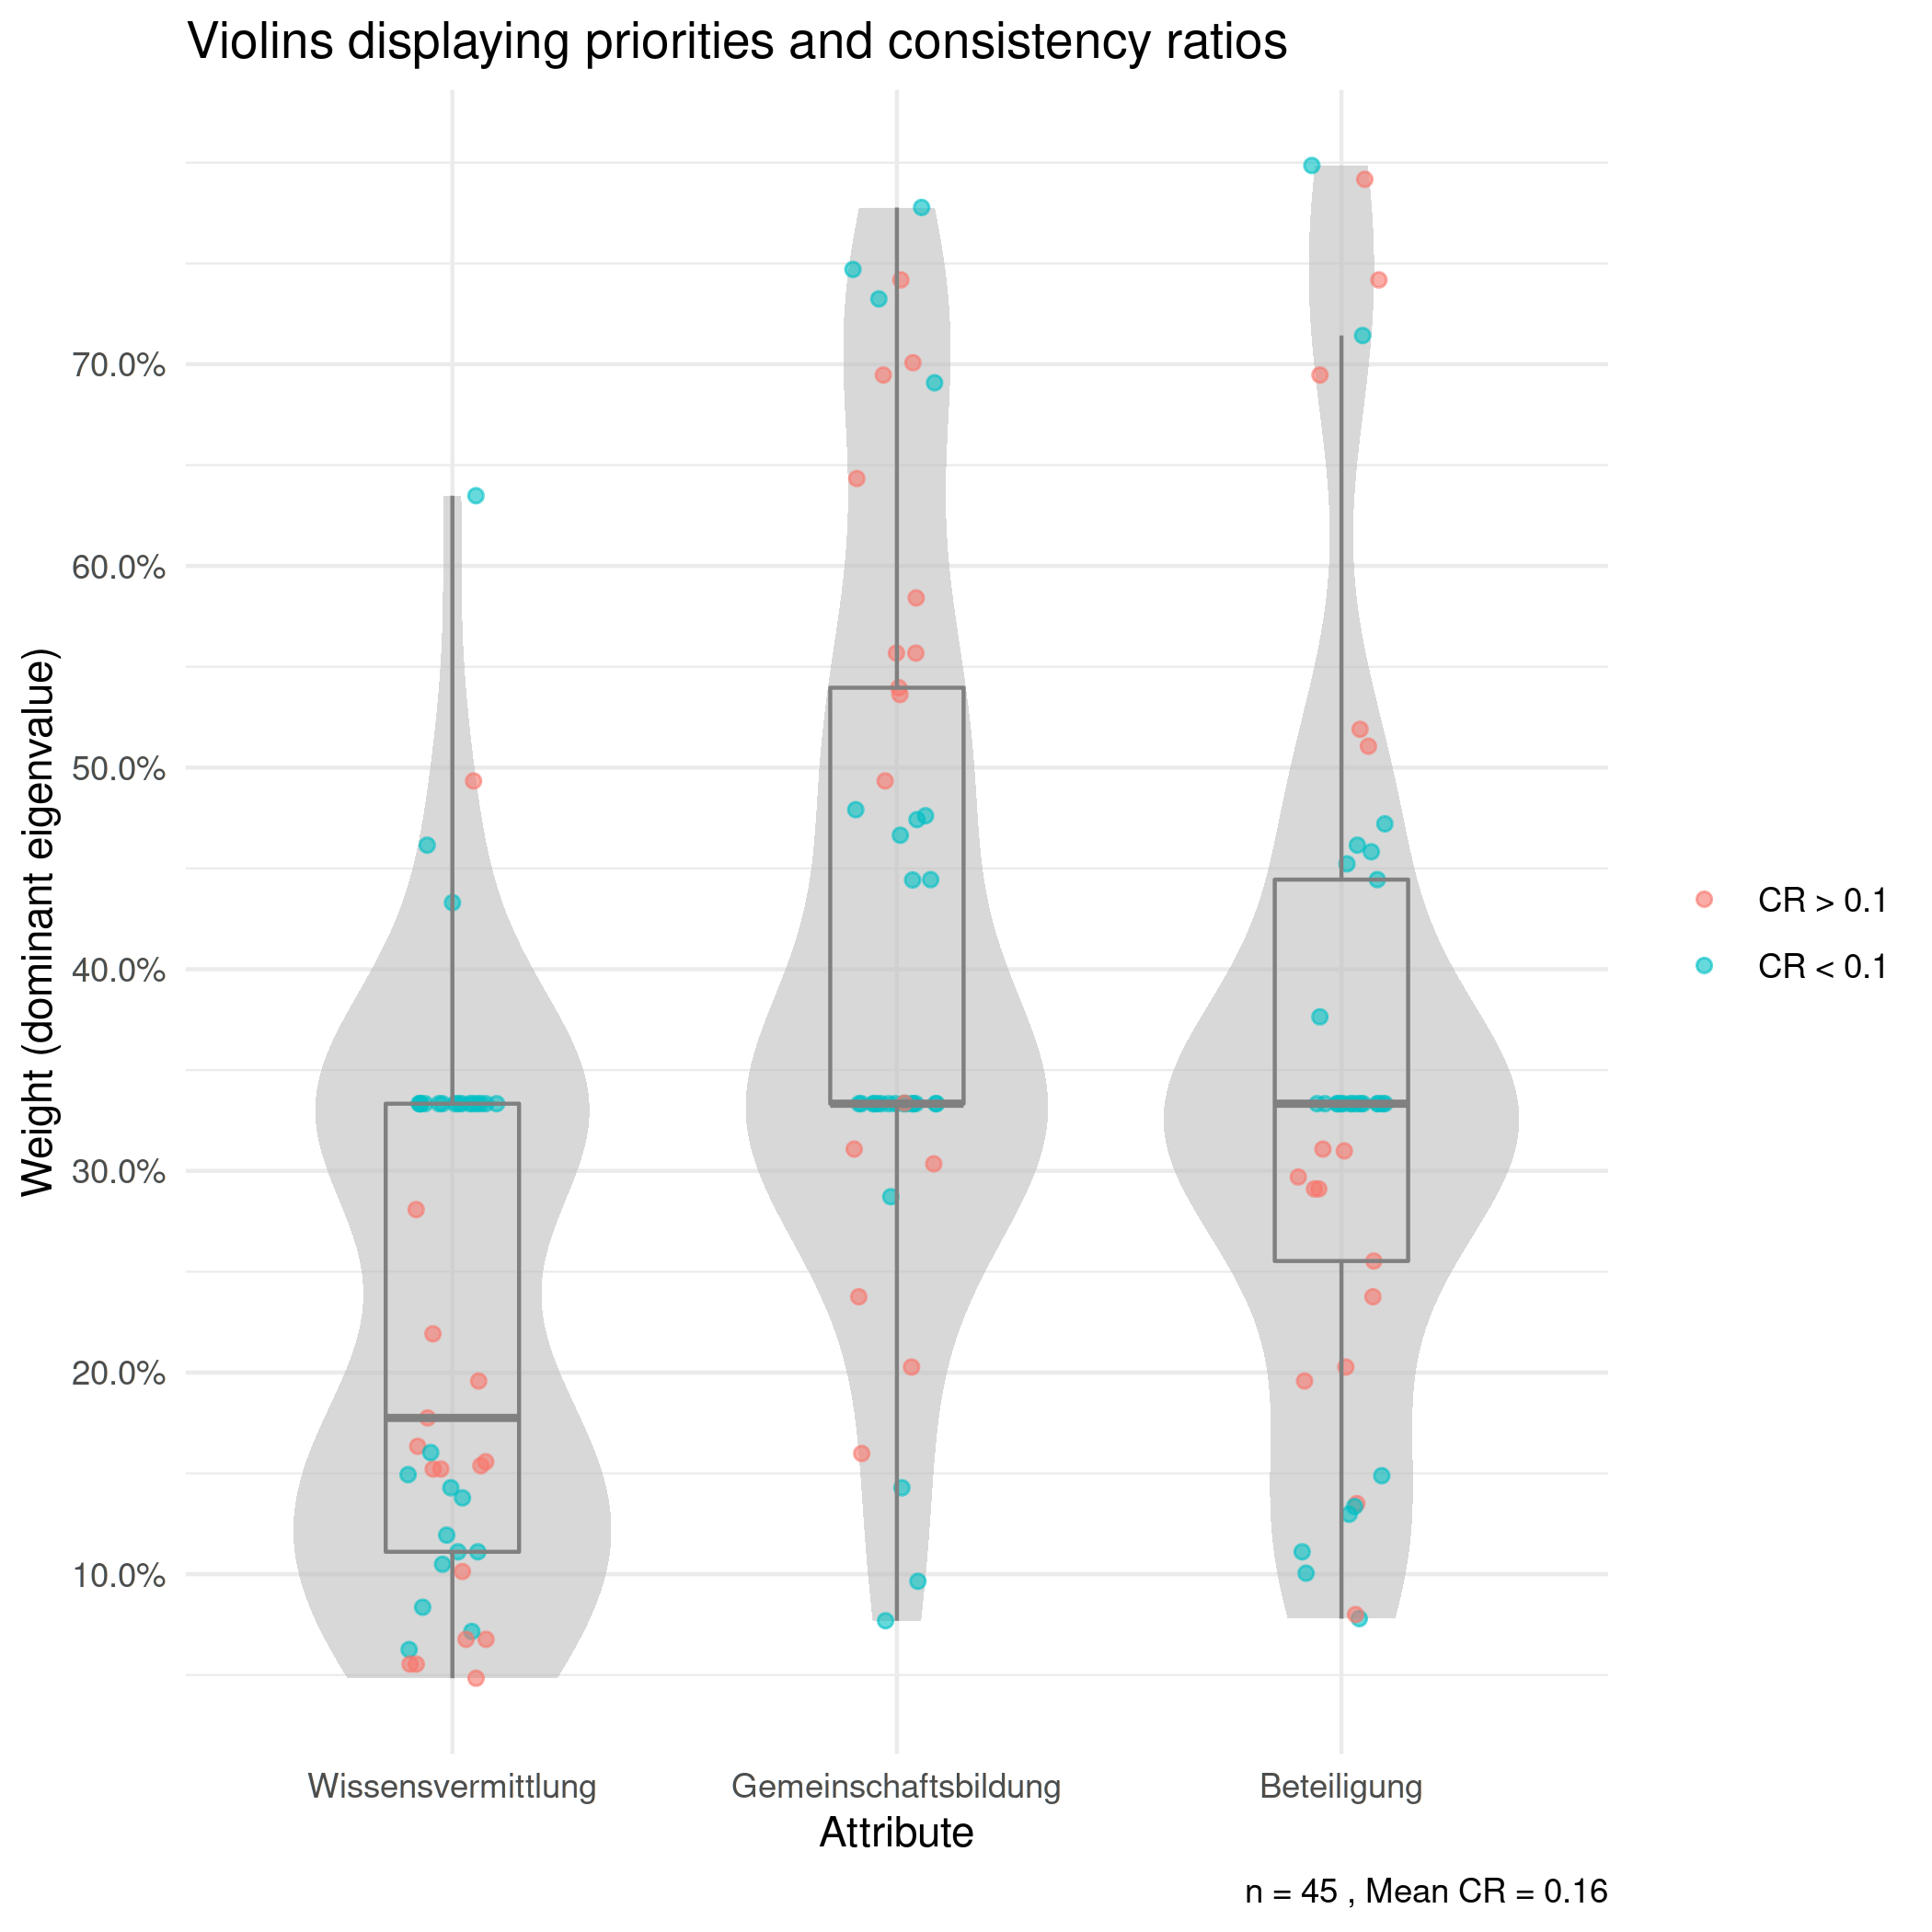 Violins displaying priorities and consistency ratios
Weight (dominant eigenvalue)
70.0%
60.0%
50.0%
40.0%
30.0%
20.0%
10.0%
CR > 0.1
CR < 0.1
Wissensvermittlung
Gemeinschaftsbildung
Beteiligung
Attribute
n = 45 , Mean CR = 0.16